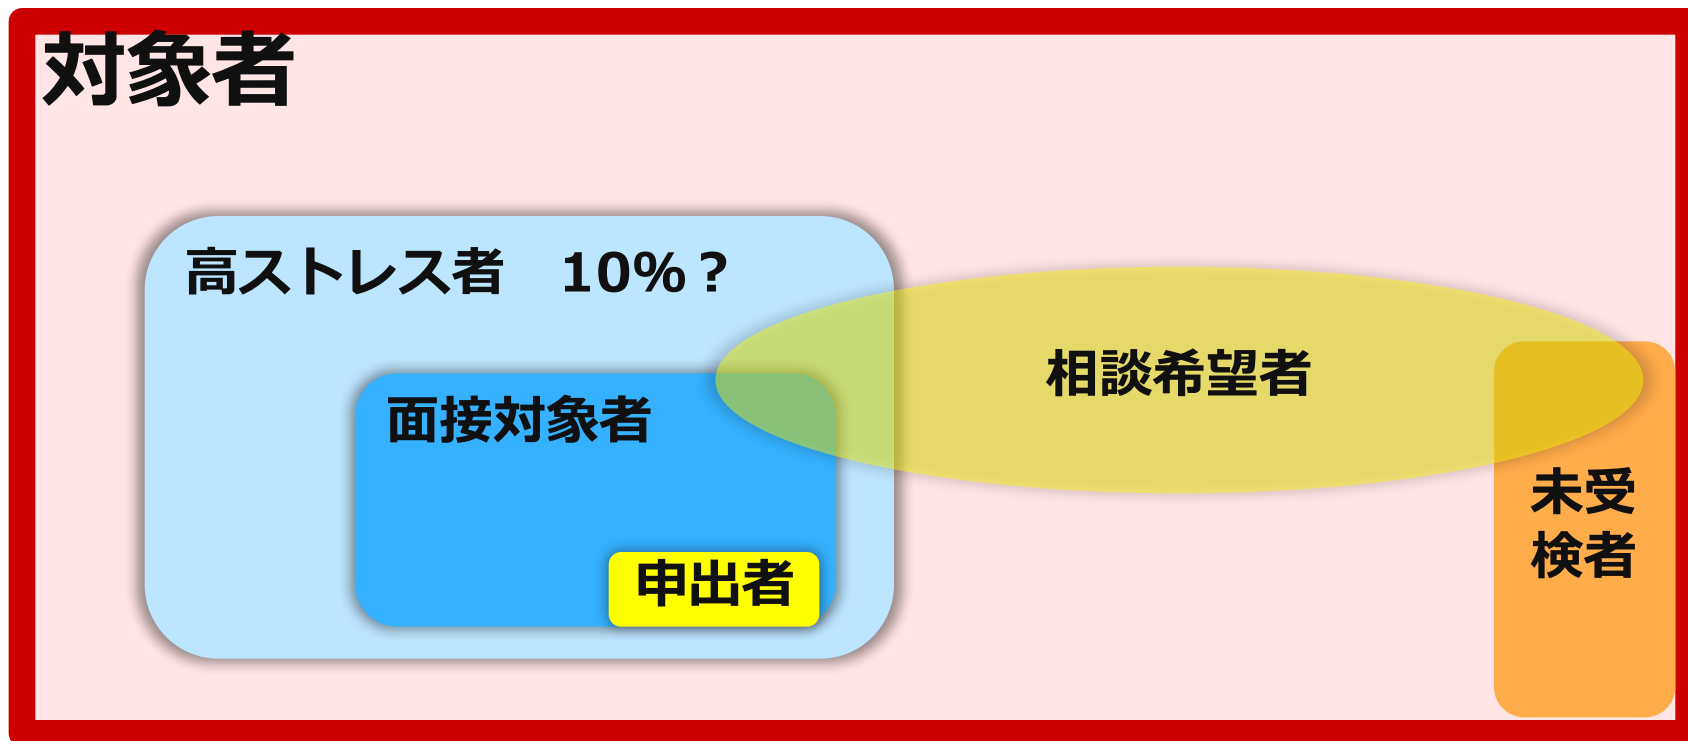 対象者
高ストレス者　10%？
相談希望者
面接対象者
未受
検者
申出者